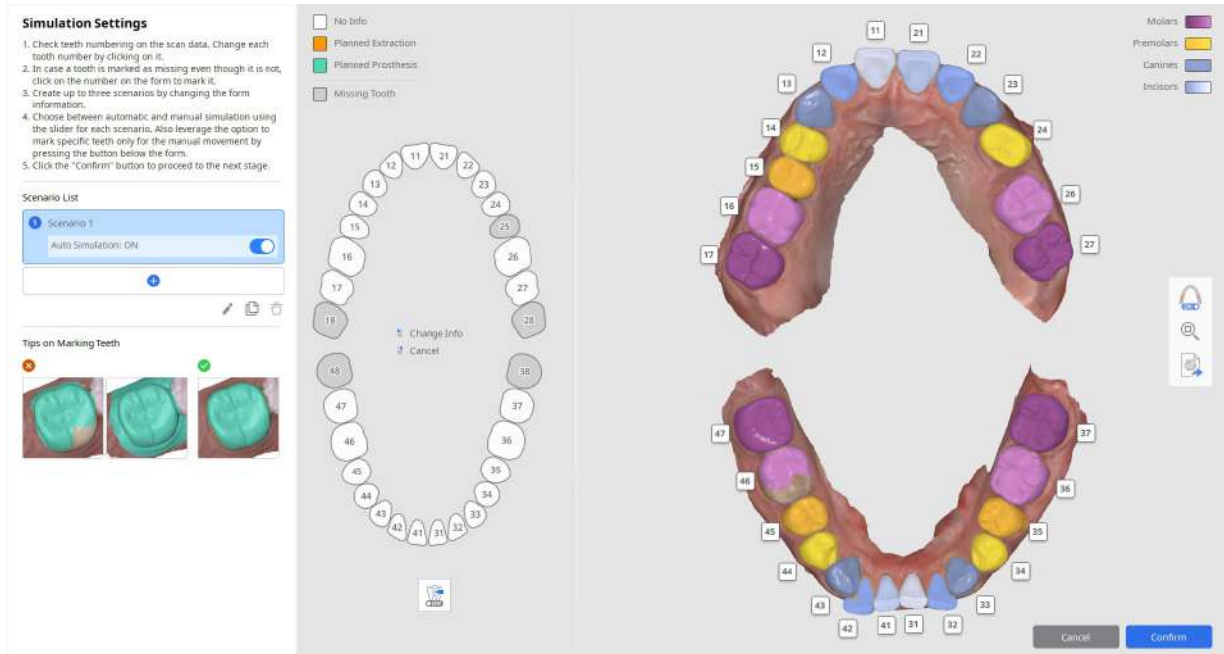 Simulation Settings
1. Check teeth numbering on the scan data. Change each
tooth number by clicking on it.
2. In case a tooth is marked as missing even though it is not,
click on the number on the form to mark it.
3. Create up to three scenarios by changing the form
information.
4. Choose between automatic and manual simulation using
the slider for each scenario. Also leverage the option to
mark specific teeth only for the manual movement by
pressing the button below the form.
5. Click the "Confirm" button to proceed to the next stage.
Scenario List
1 Scenario 1
Auto Simulation: ON
Tips on Marking Teeth
No Info
Planned Extraction
Planned Prosthesis
Missing Tooth
11 21
12 22
13 23
14 24
15 25
16 26
17 27
18 28
Change Info
Cancel
48 38
47 37
46 36
45 35
44 34
43 33
42 41 31 32
Molars
Premolars
Canines
Incisors
11 21
12 22
13 23
14 24
15
16 26
17 27
47 37
46 36
45 35
44 34
43 33
42 41 31 32
Cancel Confirm